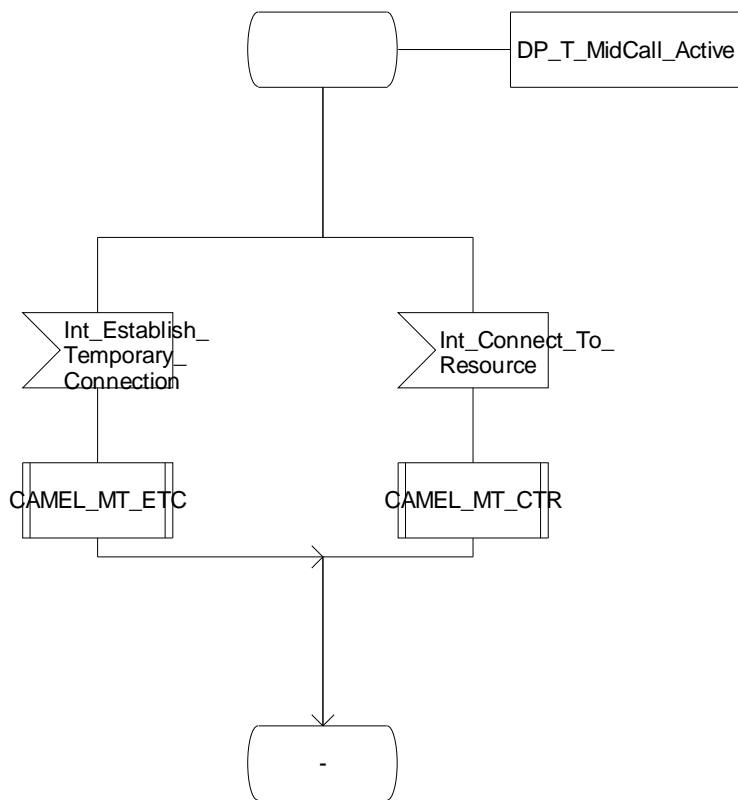 DP_T_MidCall_Active
Int_Establish_
Temporary_
Connection
Int_Connect_To_
Resource
CAMEL_MT_ETC
CAMEL_MT_CTR
-